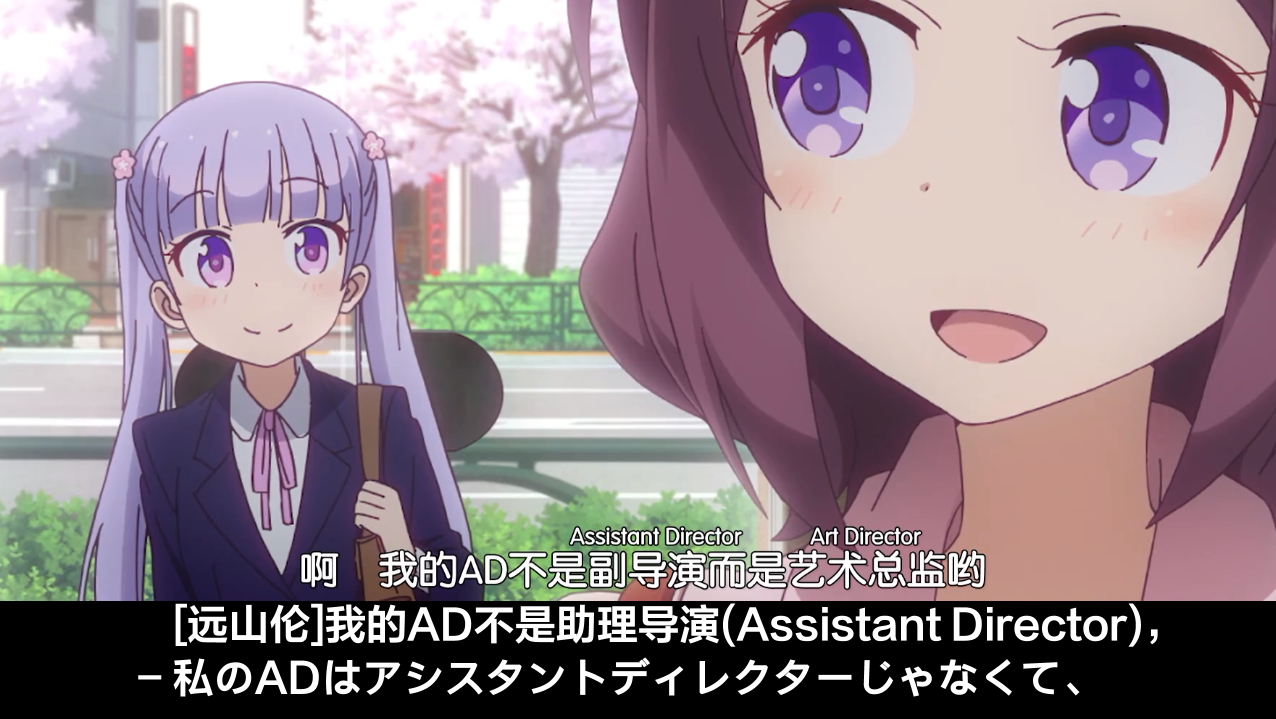 Assistant Director Art Director
啊 我的AD不是副导演而是艺术总监哟
[远山伦]我的AD不是助理导演(Assistant Director)，
－私のADはアシスタントディレクターじゃなくて、